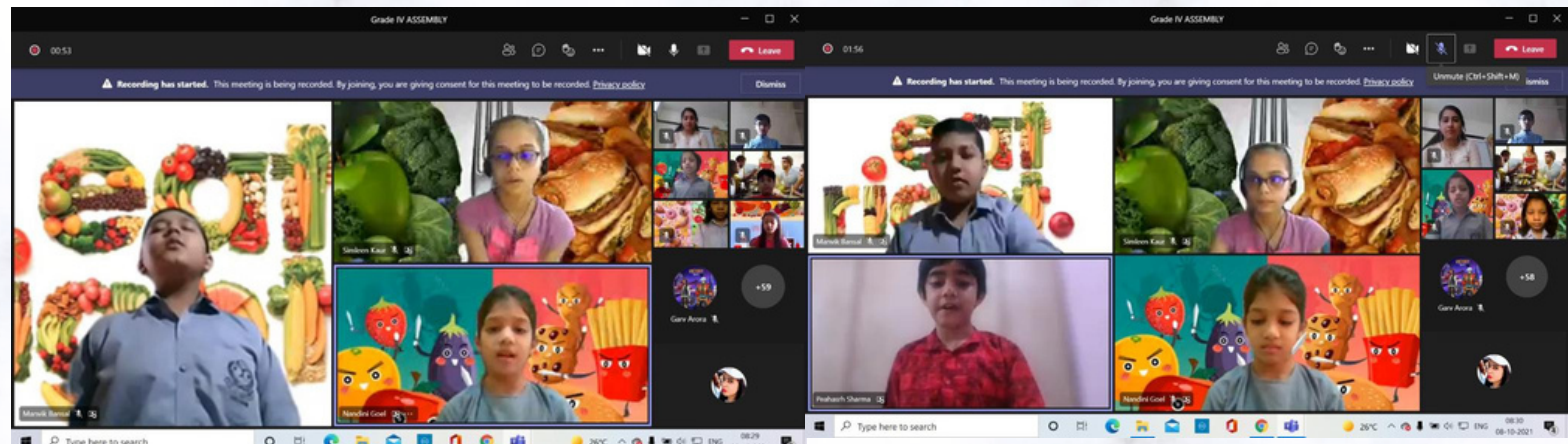 Grade IV ASSEMBLY
00:53
Leave
Recording has started. This meeting is being recorded. By joining, you are giving consent for this meeting to be recorded. Privacy policy
Dismiss
EAT
Manvik Bansal
Simleen Kaur
Nandini Goel
+59
Garv Arora
Type here to search
26°C
ENG
08:29
Grade IV ASSEMBLY
01:56
Leave
Recording has started. This meeting is being recorded. By joining, you are giving consent for this meeting to be recorded. Privacy policy
Unmute (Ctrl+Shift+M)
Manvik Bansal
Simleen Kaur
Sharma
Nandini Goel
+58
Garv Arora
Type here to search
26°C
ENG
08:30
08-10-2021